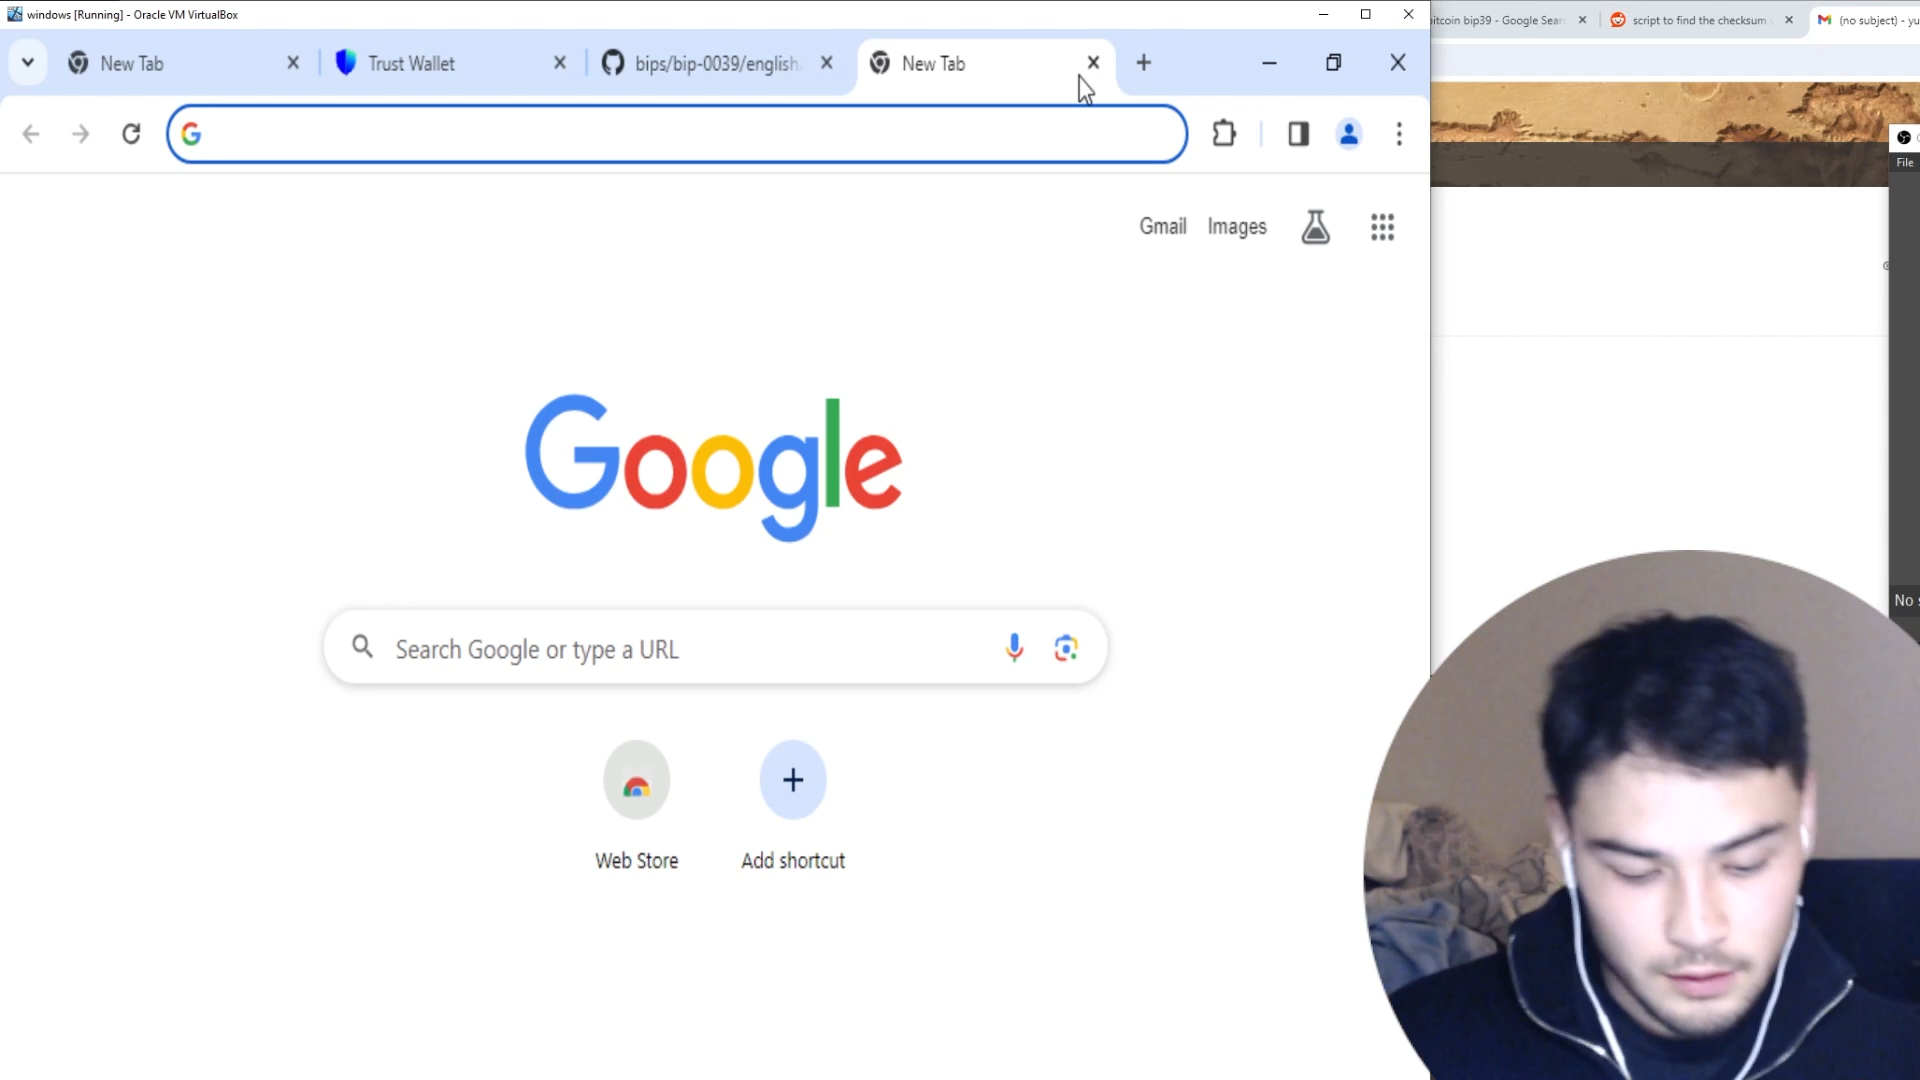 windows [Running] - Oracle VM VirtualBox
itcoin bip39 - Google Sear
script to find the checksum
(no subject) - yu
New Tab
Trust Wallet
bips/bip-0039/english.
New Tab
File
Gmail
Images
Google
No s
Search Google or type a URL
Web Store
Add shortcut